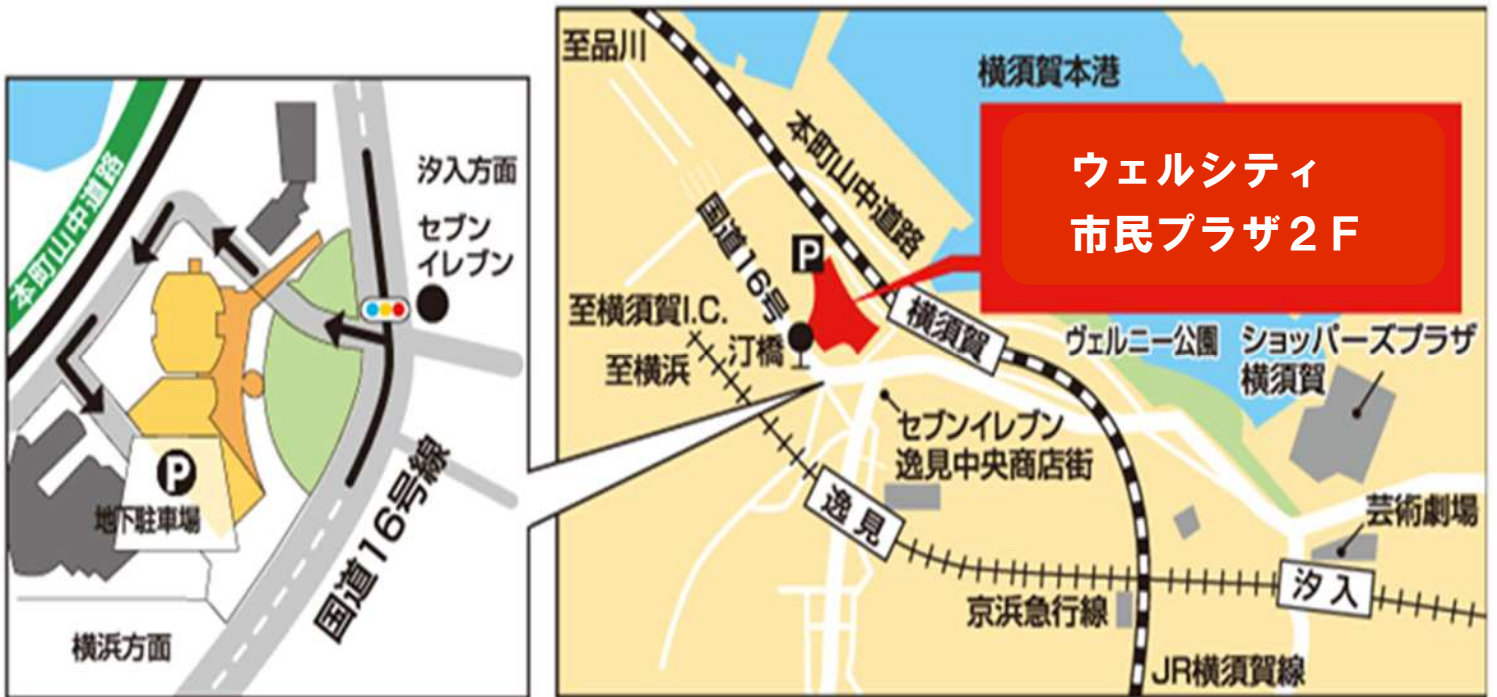 本町山中道路
汐入方面
セブン
イレブン
P
地下駐車場
国道16号線
横浜方面
至品川
横須賀本港
本町山中道路
ウェルシティ
市民プラザ２Ｆ
国道16号
P
至横須賀I.C.
至横浜
汀橋
横須賀
ヴェルニー公園
ショッパーズプラザ
横須賀
セブンイレブン
逸見中央商店街
逸見
芸術劇場
汐入
京浜急行線
JR横須賀線